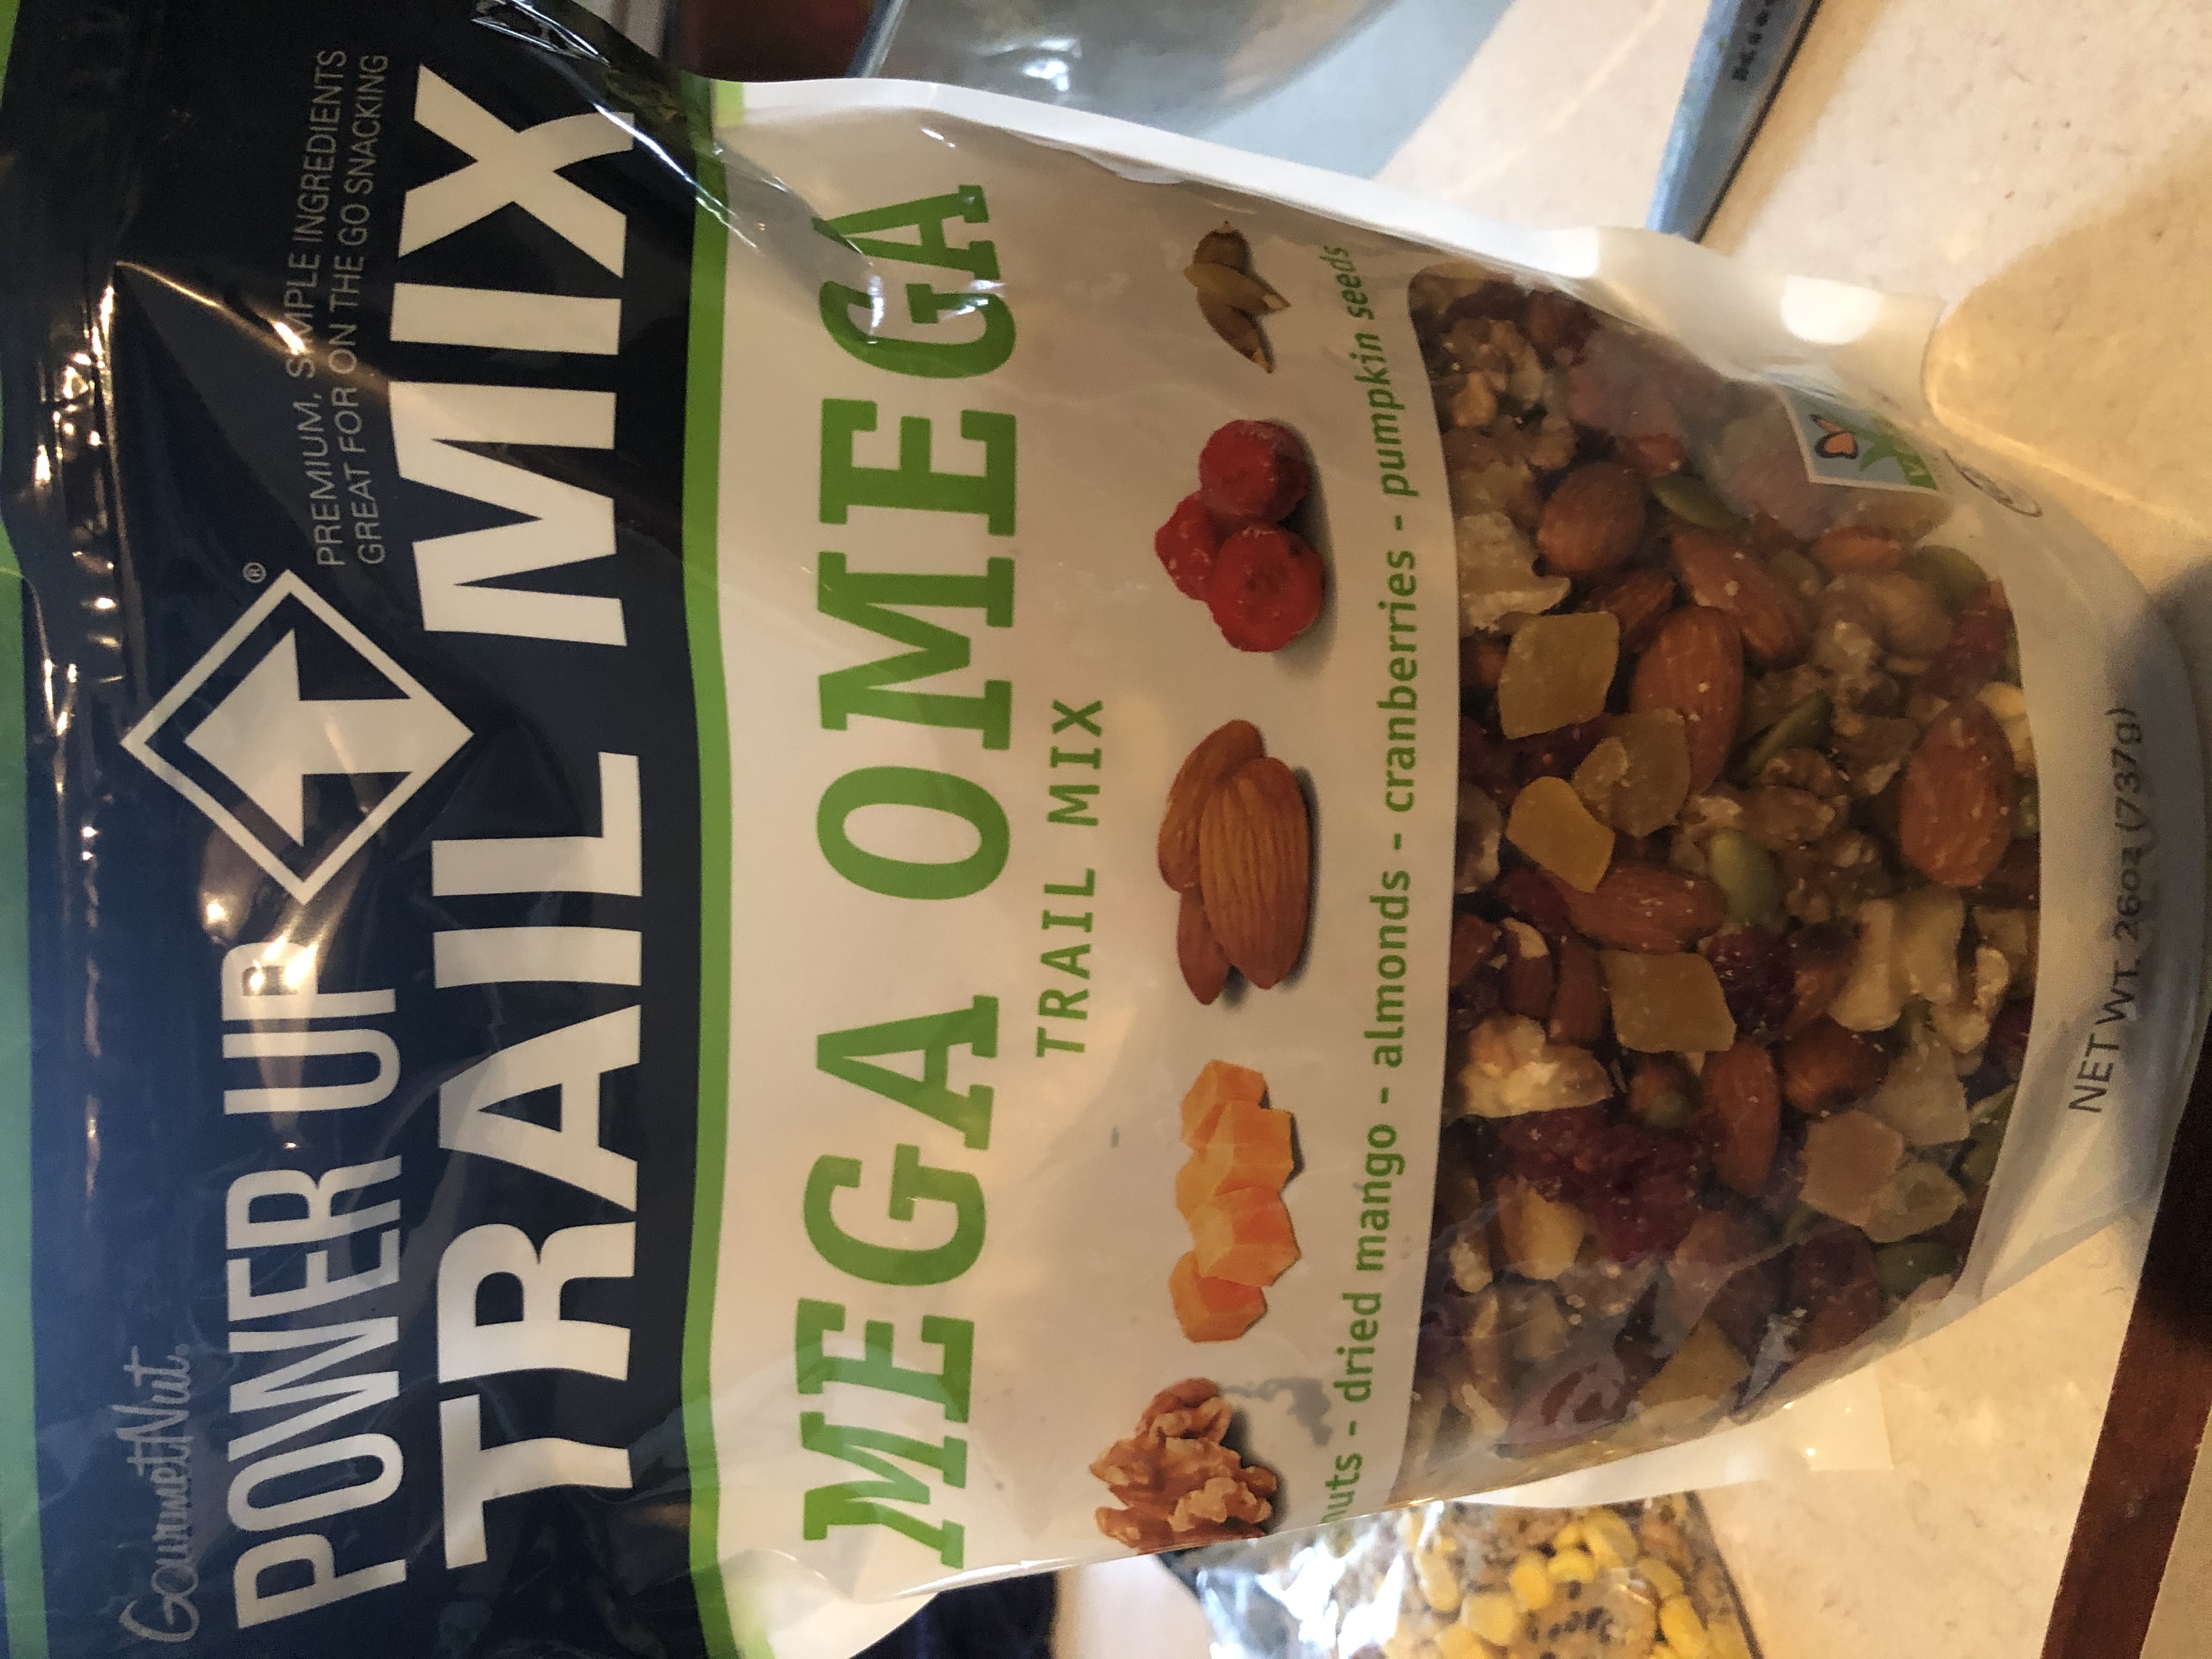 GourmetNut®
POWER UP ®
PREMIUM, SIMPLE INGREDIENTS
GREAT FOR ON THE GO SNACKING
TRAIL MIX
MEGA OMEGA
TRAIL MIX
nuts - dried mango - almonds - cranberries - pumpkin seeds
NET WT. 26oz (737g)